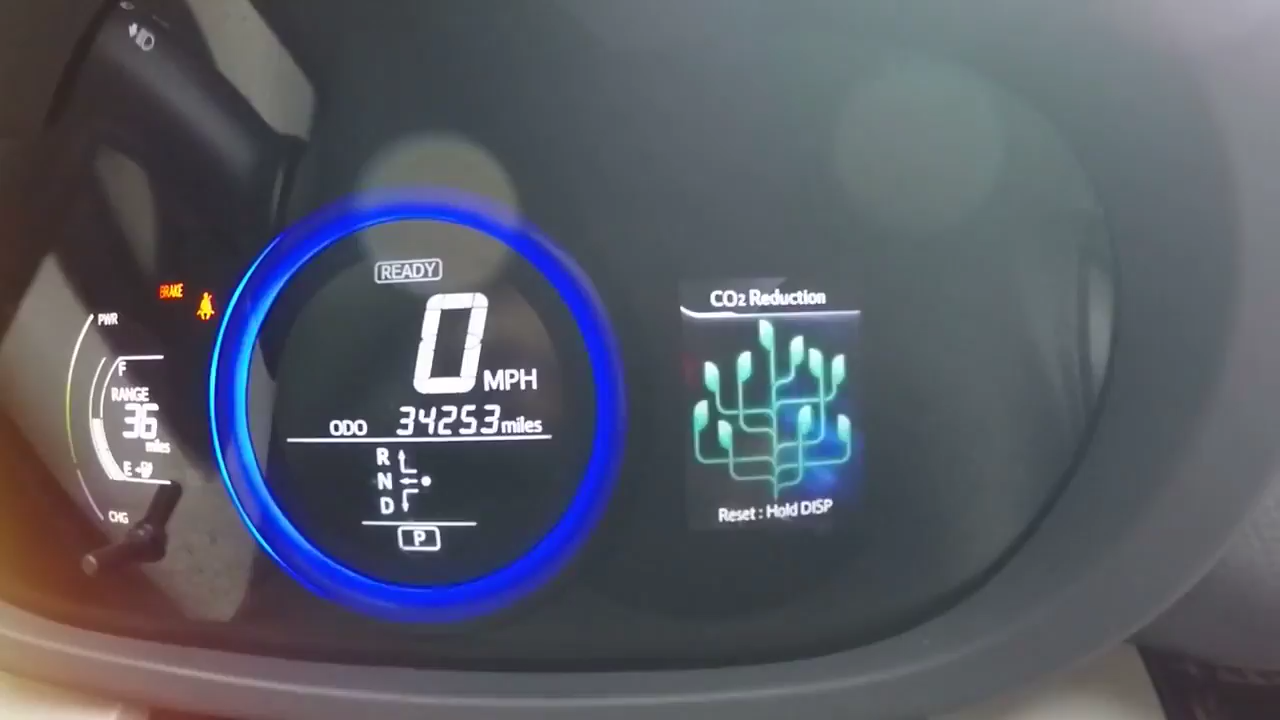 BRAKE
PWR
F
RANGE
36
miles
E
CHG
READY
0 MPH
ODO 34253 miles
R
N
D
P
CO2 Reduction
Reset : Hold DISP